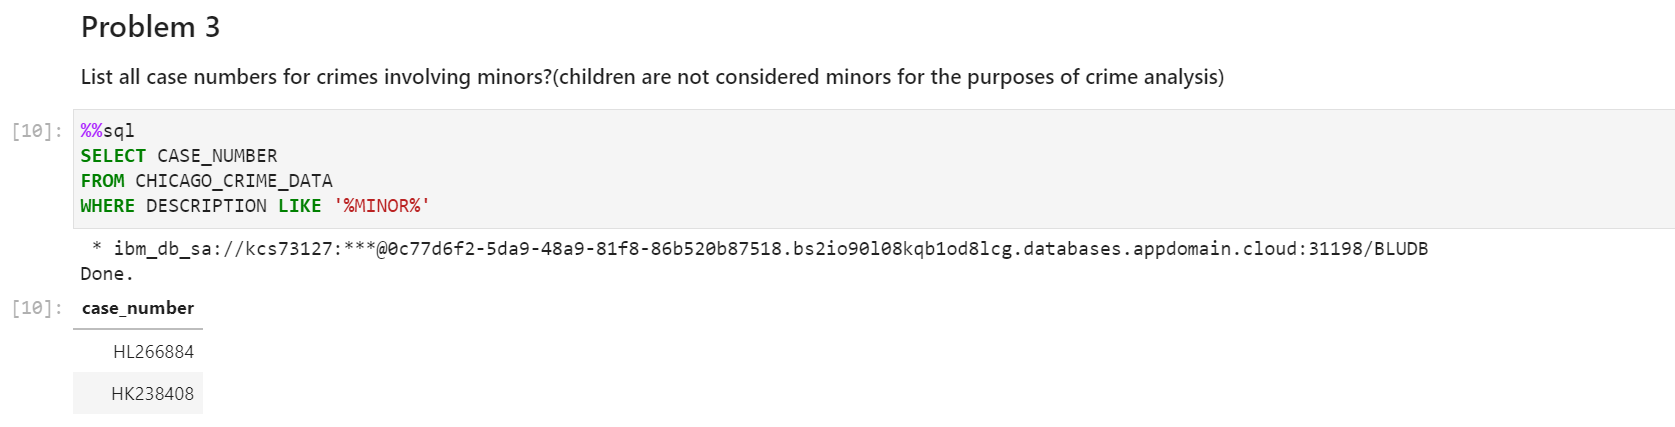 Problem 3
List all case numbers for crimes involving minors?(children are not considered minors for the purposes of crime analysis)
[10]: %%sql
SELECT CASE_NUMBER
FROM CHICAGO_CRIME_DATA
WHERE DESCRIPTION LIKE '%MINOR%'
* ibm_db_sa://kcs73127:***@0c77d6f2-5da9-48a9-81f8-86b520b87518.bs2io90l08kqb1od8lcg.databases.appdomain.cloud:31198/BLUDB
Done.
[10]: case_number
HL266884
HK238408